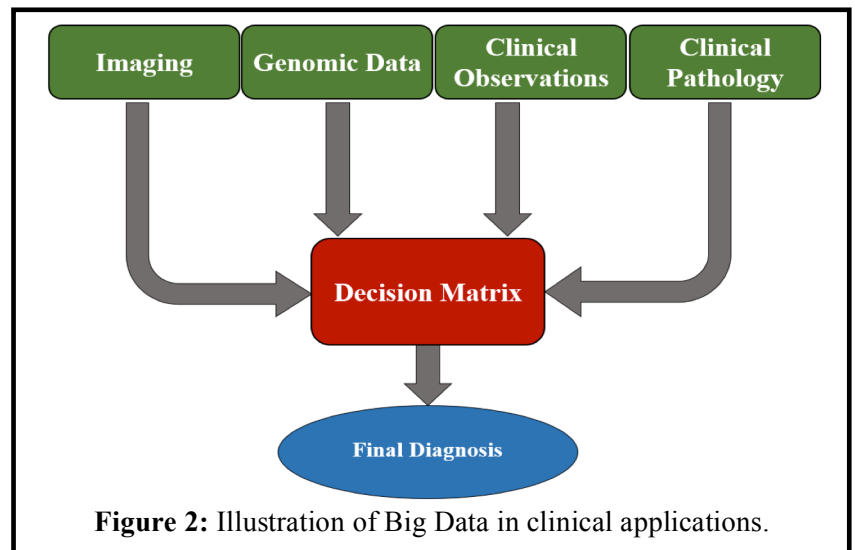 Imaging
Genomic Data
Clinical
Observations
Clinical
Pathology
Decision Matrix
Final Diagnosis
Figure 2: Illustration of Big Data in clinical applications.